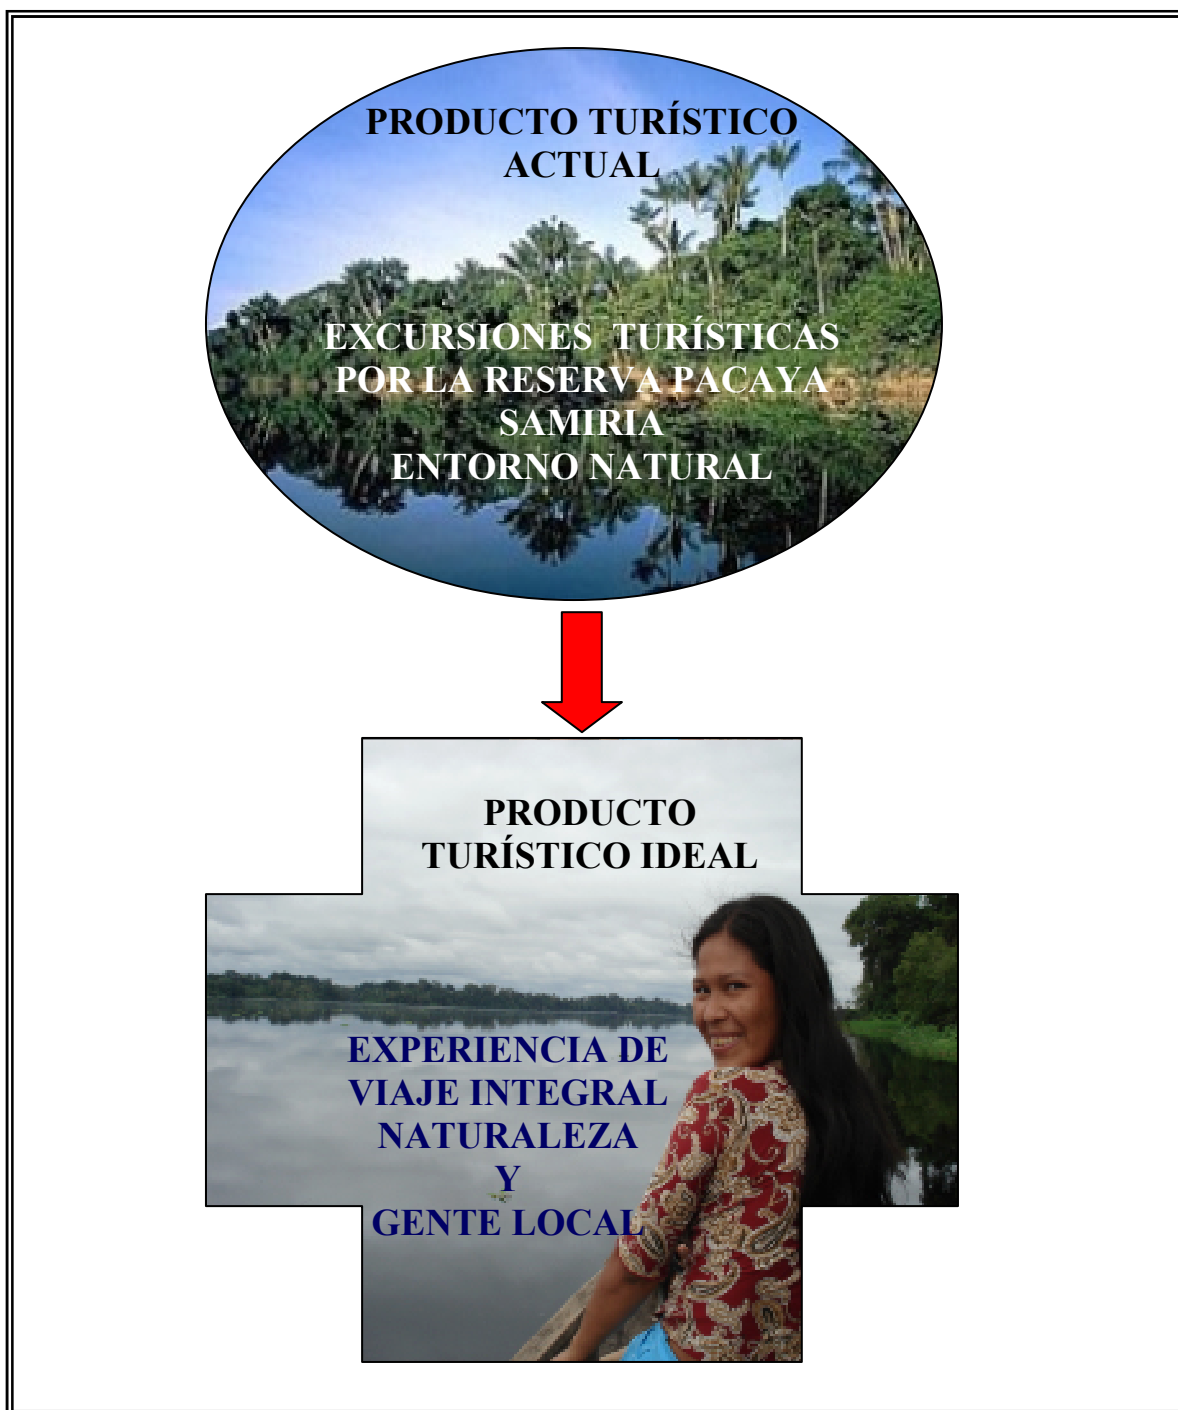 PRODUCTO TURÍSTICO
ACTUAL
EXCURSIONES TURÍSTICAS
POR LA RESERVA PACAYA
SAMIRIA
ENTORNO NATURAL
PRODUCTO
TURÍSTICO IDEAL
EXPERIENCIA DE
VIAJE INTEGRAL
NATURALEZA
Y
GENTE LOCAL